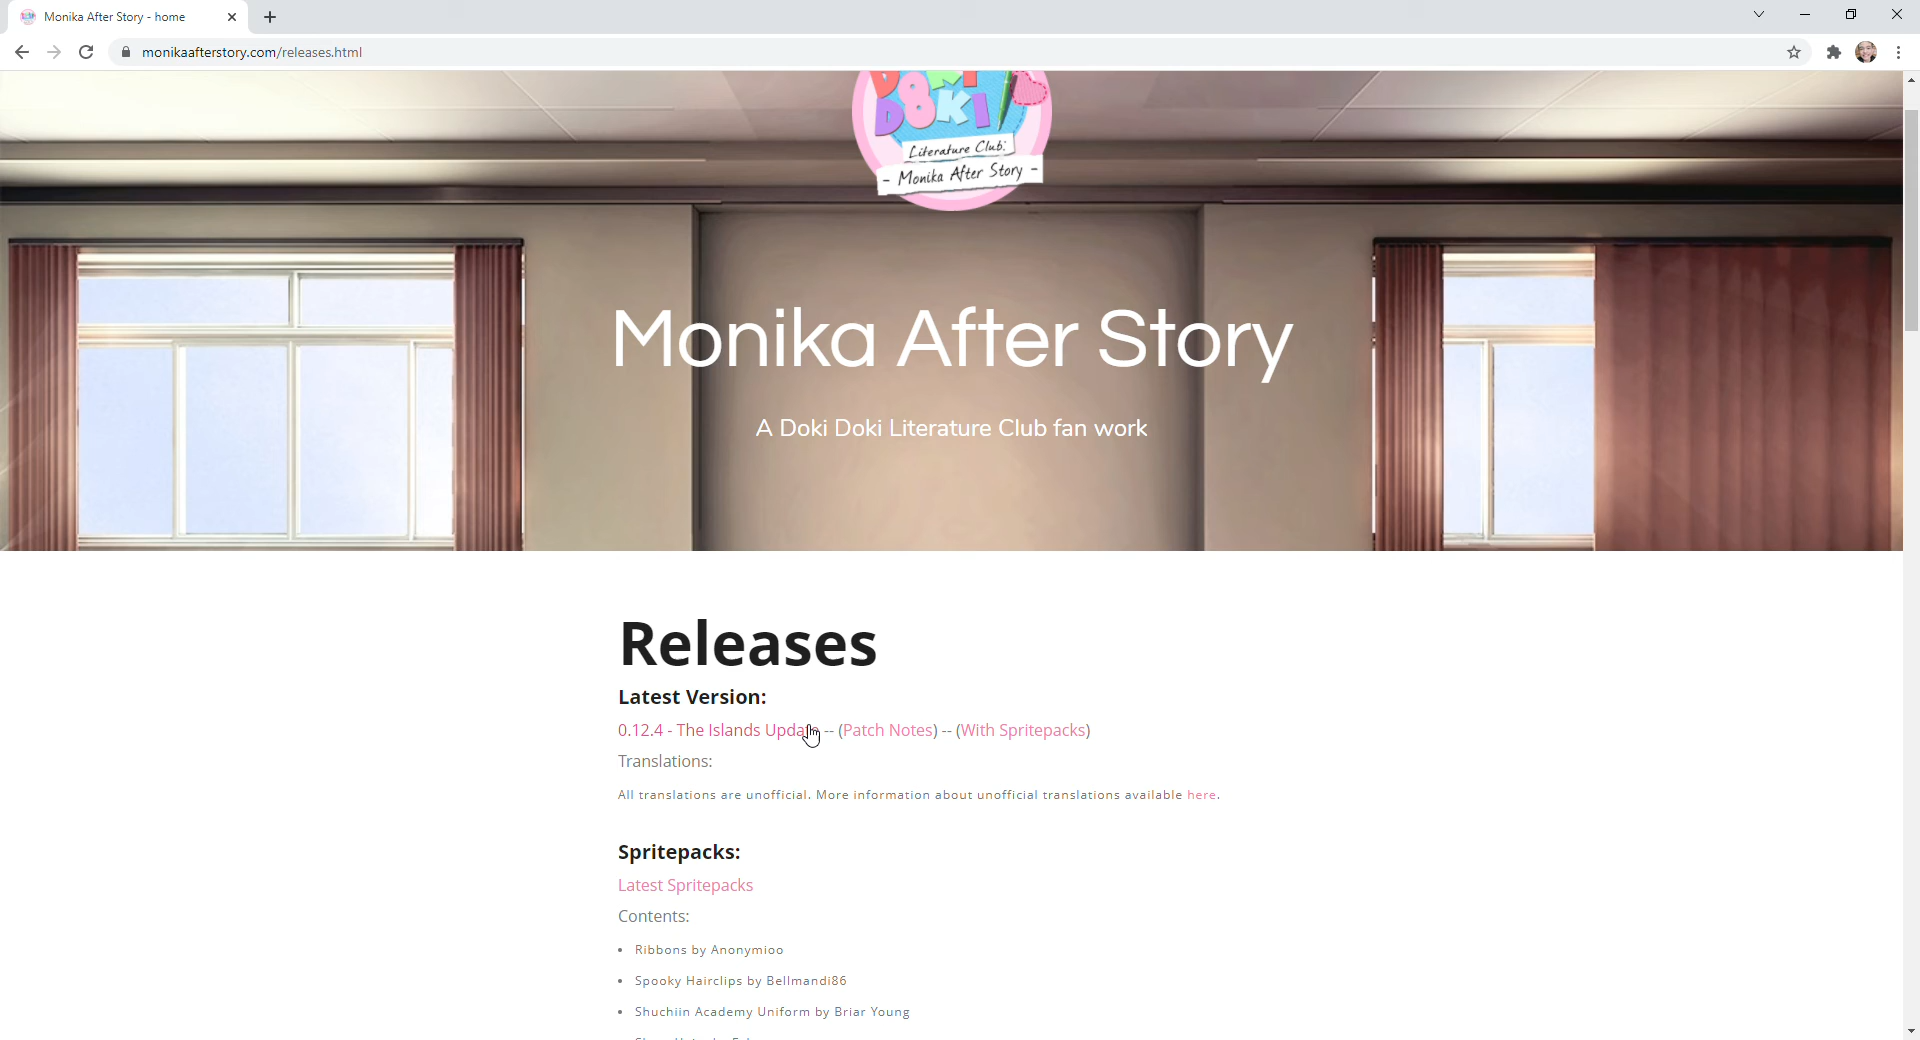 Monika After Story - home
monikaafterstory.com/releases.html
DOKI
DOKI
Literature Club:
- Monika After Story -
Monika After Story
A Doki Doki Literature Club fan work
Releases
Latest Version:
0.12.4 - The Islands Update -- (Patch Notes) -- (With Spritepacks)
Translations:
All translations are unofficial. More information about unofficial translations available here.
Spritepacks:
Latest Spritepacks
Contents:
• Ribbons by Anonymioo
• Spooky Hairclips by Bellmandi86
• Shuchiin Academy Uniform by Briar Young